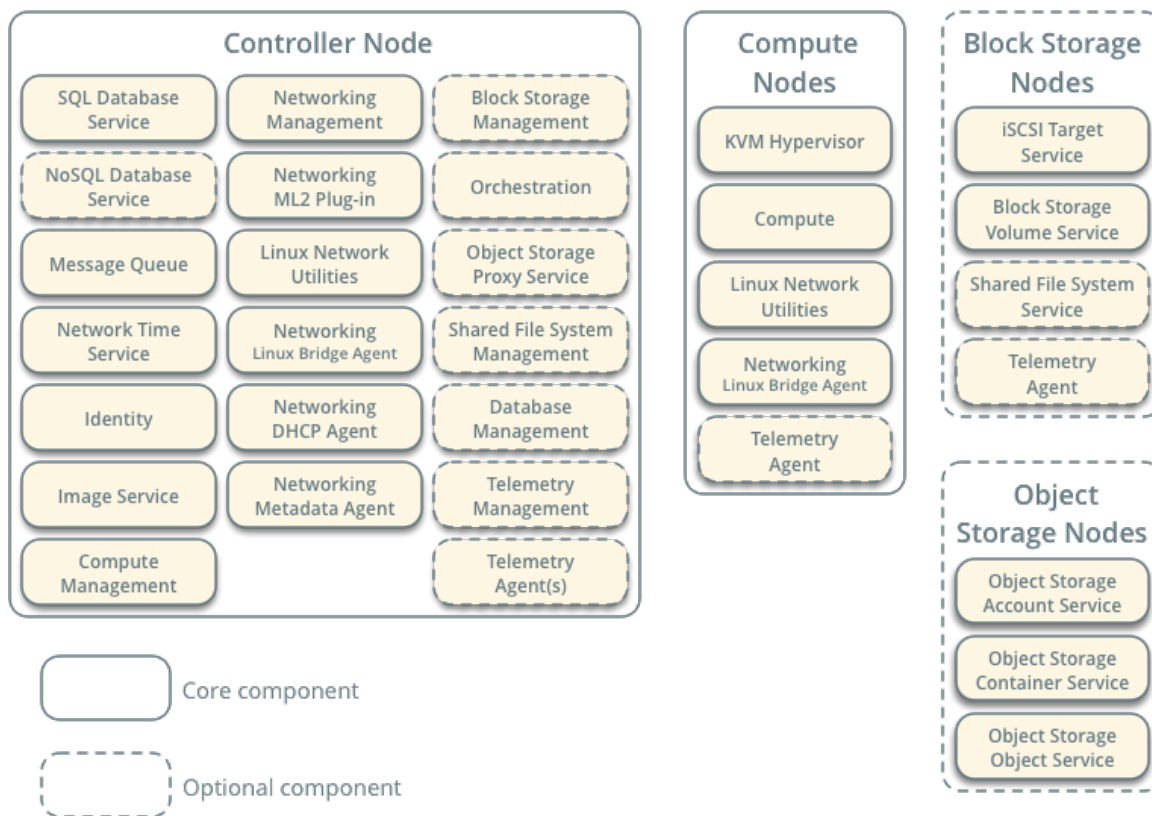 Controller Node
SQL Database
Service
NoSQL Database
Service
Message Queue
Network Time
Service
Identity
Image Service
Compute
Management
Networking
Management
Networking
ML2 Plug-in
Linux Network
Utilities
Networking
Linux Bridge Agent
Networking
DHCP Agent
Networking
Metadata Agent
Block Storage
Management
Orchestration
Object Storage
Proxy Service
Shared File System
Management
Database
Management
Telemetry
Management
Telemetry
Agent(s)
Compute
Nodes
KVM Hypervisor
Compute
Linux Network
Utilities
Networking
Linux Bridge Agent
Telemetry
Agent
Block Storage
Nodes
iSCSI Target
Service
Block Storage
Volume Service
Shared File System
Service
Telemetry
Agent
Object
Storage Nodes
Object Storage
Account Service
Object Storage
Container Service
Object Storage
Object Service
Core component
Optional component